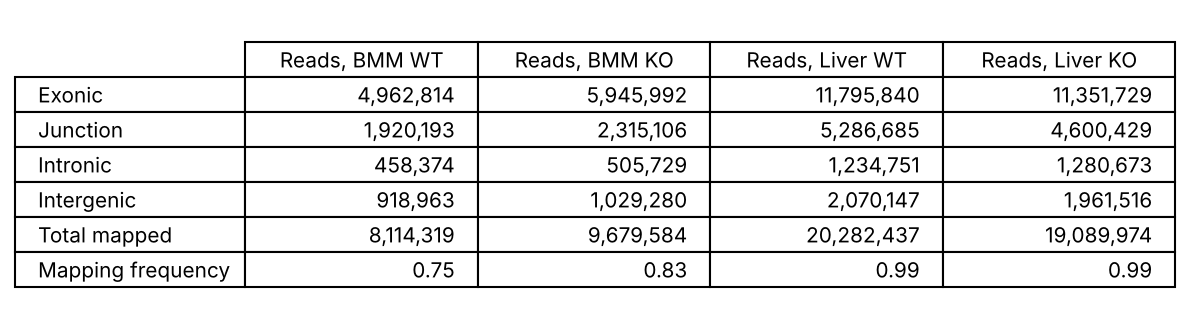 Reads, BMM WT Reads, BMM KO Reads, Liver WT Reads, Liver KO
Exonic 4,962,814 5,945,992 11,795,840 11,351,729
Junction 1,920,193 2,315,106 5,286,685 4,600,429
Intronic 458,374 505,729 1,234,751 1,280,673
Intergenic 918,963 1,029,280 2,070,147 1,961,516
Total mapped 8,114,319 9,679,584 20,282,437 19,089,974
Mapping frequency 0.75 0.83 0.99 0.99